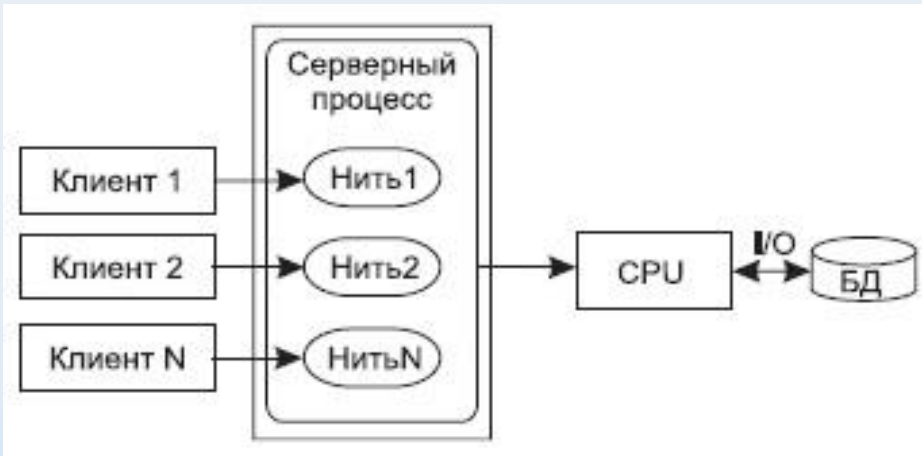 Серверный
процесс
Клиент 1
Нить1
Клиент 2
Нить2
Клиент N
НитьN
CPU
I/O
БД